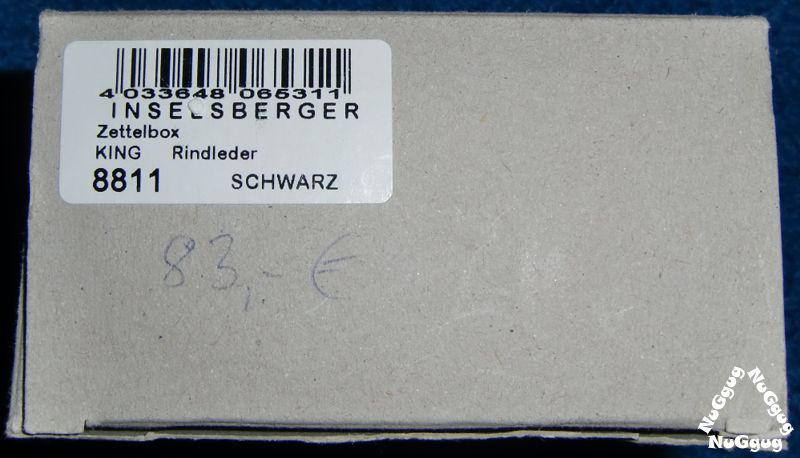 4 033648 065311
INSELSBERGER
Zettelbox
KING Rindleder
8811 SCHWARZ
83,- €
NuGgug
NuGgug
NuGgug